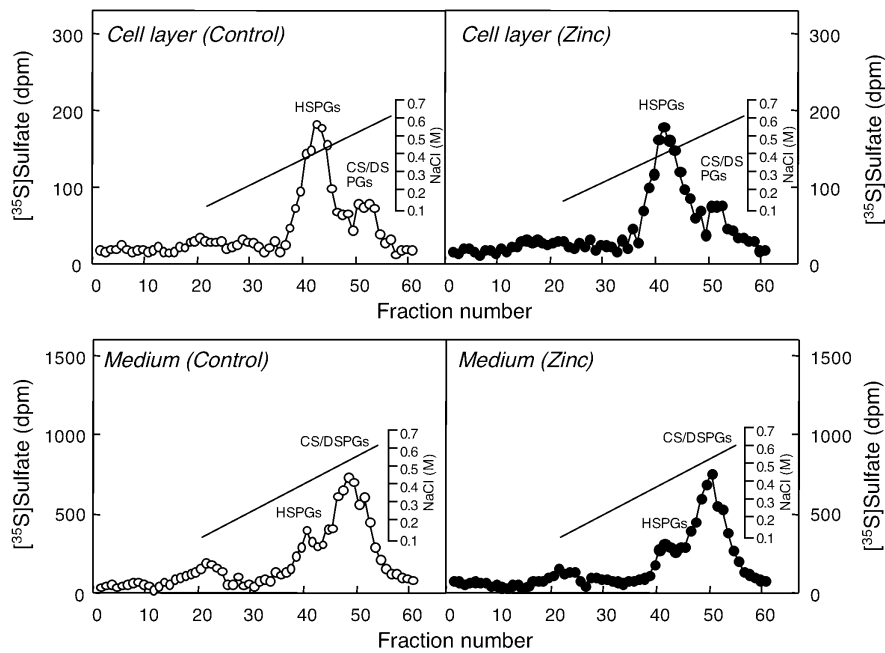 Cell layer (Control)
Cell layer (Zinc)
300
200
100
0
[³⁵S]Sulfate (dpm)
HSPGs
CS/DS
PGs
0.7
0.6
0.5
0.4
0.3
0.2
0.1
NaCl (M)
HSPGs
CS/DS
PGs
0.7
0.6
0.5
0.4
0.3
0.2
0.1
NaCl (M)
300
200
100
0
[³⁵S]Sulfate (dpm)
0 10 20 30 40 50 60
0 10 20 30 40 50 60
Fraction number
Medium (Control)
Medium (Zinc)
1500
1000
500
0
[³⁵S]Sulfate (dpm)
CS/DSPGs
HSPGs
0.7
0.6
0.5
0.4
0.3
0.2
0.1
NaCl (M)
CS/DSPGs
HSPGs
0.7
0.6
0.5
0.4
0.3
0.2
0.1
NaCl (M)
1500
1000
500
0
[³⁵S]Sulfate (dpm)
0 10 20 30 40 50 60
0 10 20 30 40 50 60
Fraction number